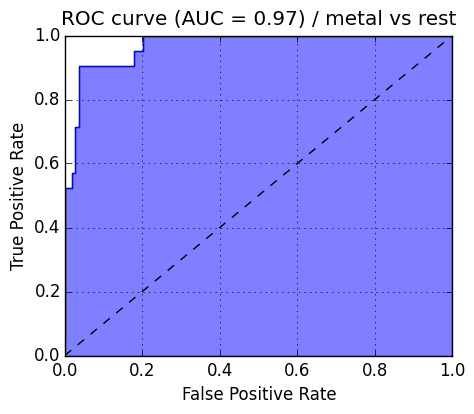 ROC curve (AUC = 0.97) / metal vs rest
1.0
0.8
0.6
0.4
0.2
0.0
True Positive Rate
0.0 0.2 0.4 0.6 0.8 1.0
False Positive Rate